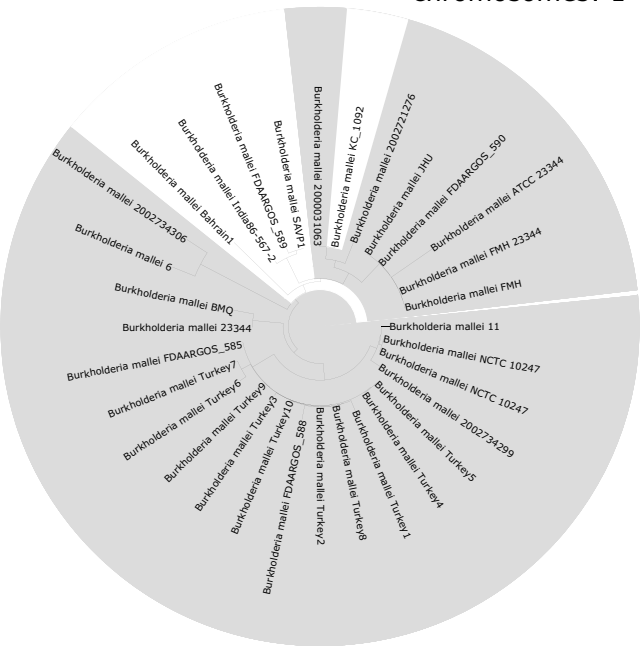 Burkholderia mallei 2000031063
Burkholderia mallei KC_1092
Burkholderia mallei 2002721276
Burkholderia mallei JHU
Burkholderia mallei FDAARGOS_590
Burkholderia mallei ATCC 23344
Burkholderia mallei FMH 23344
Burkholderia mallei FMH
Burkholderia mallei 11
Burkholderia mallei NCTC 10247
Burkholderia mallei NCTC 10247
Burkholderia mallei 2002734299
Burkholderia mallei Turkey5
Burkholderia mallei Turkey4
Burkholderia mallei Turkey1
Burkholderia mallei Turkey8
Burkholderia mallei Turkey2
Burkholderia mallei FDAARGOS_588
Burkholderia mallei Turkey10
Burkholderia mallei Turkey3
Burkholderia mallei Turkey9
Burkholderia mallei Turkey6
Burkholderia mallei Turkey7
Burkholderia mallei FDAARGOS_585
Burkholderia mallei 23344
Burkholderia mallei BMQ
Burkholderia mallei 6
Burkholderia mallei 2002734306
Burkholderia mallei Bahrain1
Burkholderia mallei India86-567-2
Burkholderia mallei FDAARGOS_589
Burkholderia mallei SAVP1